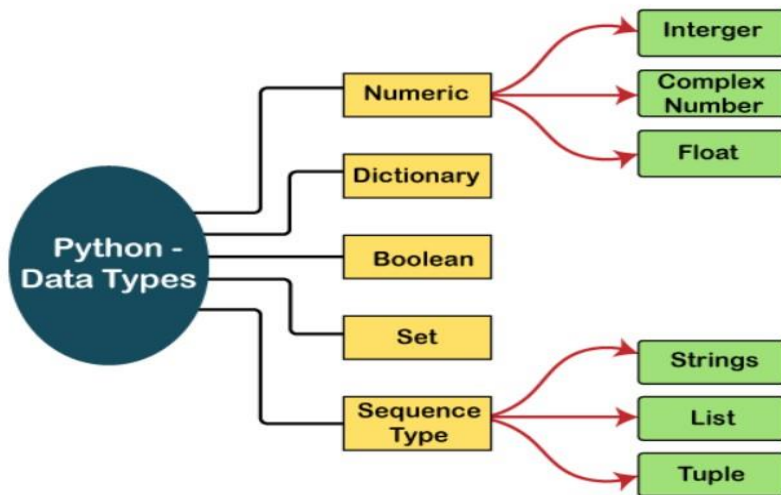 Python -
Data Types
Numeric
Dictionary
Boolean
Set
Sequence
Type
Interger
Complex
Number
Float
Strings
List
Tuple